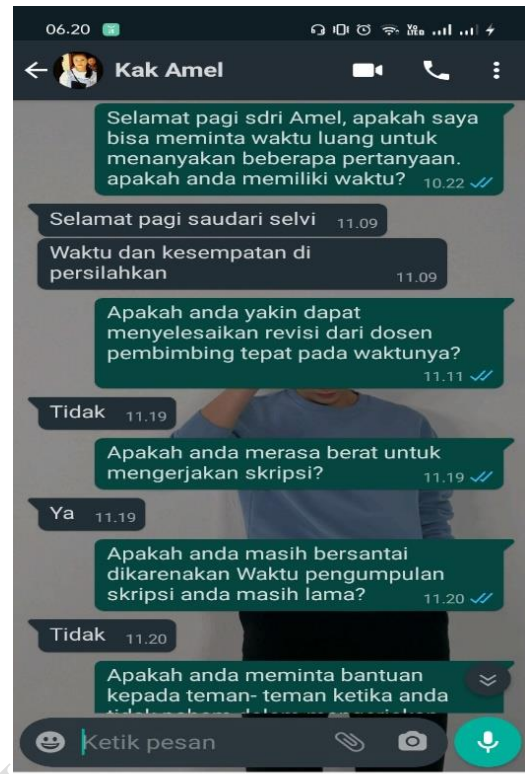 06.20
Kak Amel
Selamat pagi sdri Amel, apakah saya
bisa meminta waktu luang untuk
menanyakan beberapa pertanyaan.
apakah anda memiliki waktu? 10.22
Selamat pagi saudari selvi 11.09
Waktu dan kesempatan di
persilahkan 11.09
Apakah anda yakin dapat
menyelesaikan revisi dari dosen
pembimbing tepat pada waktunya?
11.11
Tidak 11.19
Apakah anda merasa berat untuk
mengerjakan skripsi? 11.19
Ya 11.19
Apakah anda masih bersantai
dikarenakan Waktu pengumpulan
skripsi anda masih lama? 11.20
Tidak 11.20
Apakah anda meminta bantuan
kepada teman- teman ketika anda
Ketik pesan